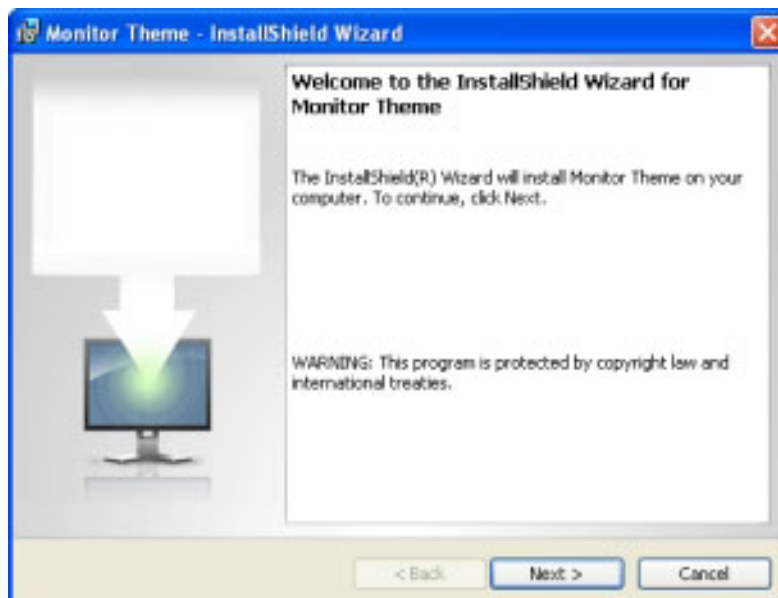 Monitor Theme - InstallShield Wizard
Welcome to the InstallShield Wizard for
Monitor Theme
The InstallShield(R) Wizard will install Monitor Theme on your
computer. To continue, click Next.
WARNING: This program is protected by copyright law and
international treaties.
< Back
Next >
Cancel